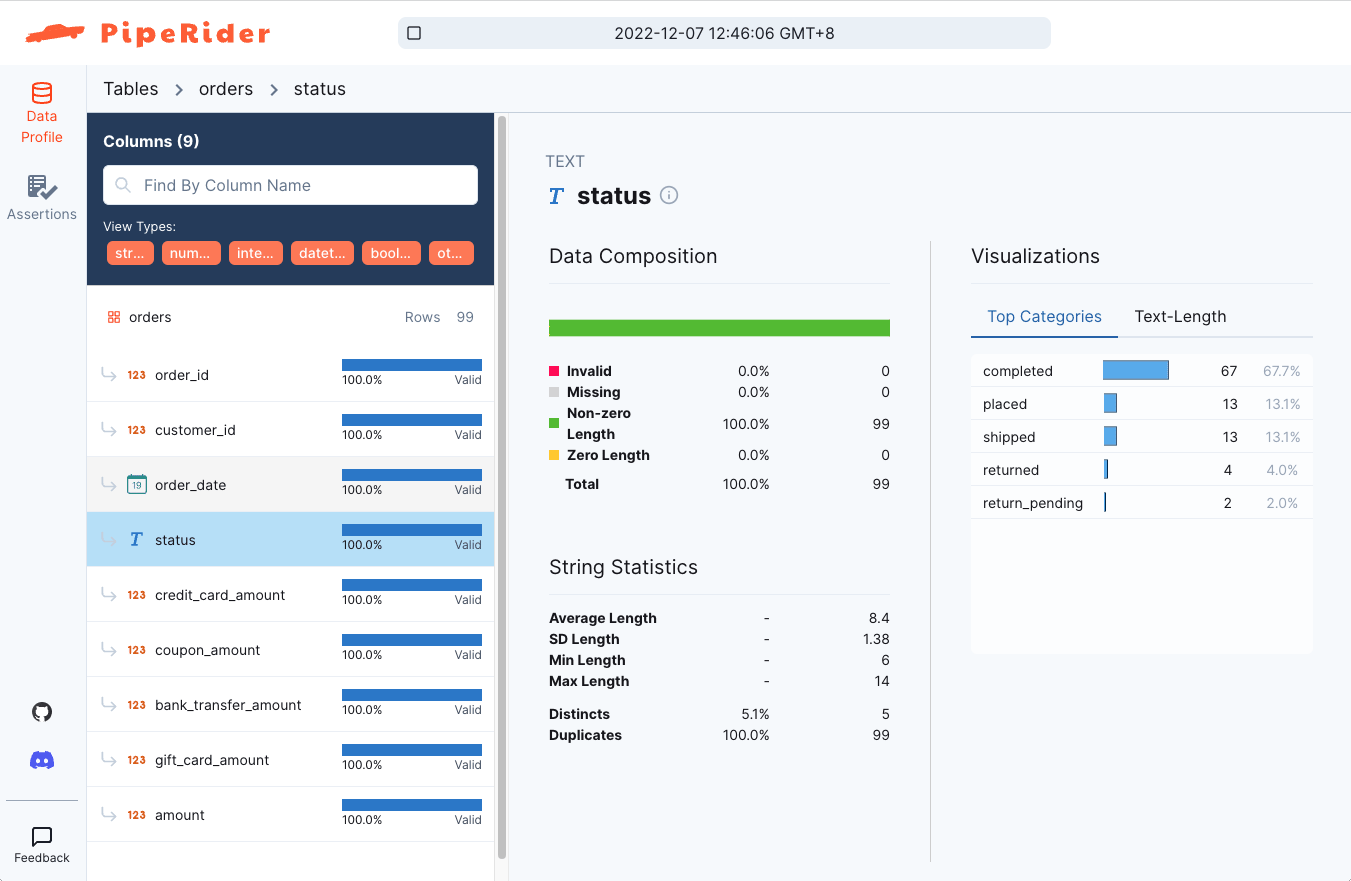 PipeRider
2022-12-07 12:46:06 GMT+8
Data
Profile
Assertions
Feedback
Tables > orders > status
Columns (9)
Find By Column Name
View Types:
str... num... inte... datet... bool... ot...
orders Rows 99
123 order_id 100.0% Valid
123 customer_id 100.0% Valid
19 order_date 100.0% Valid
T status 100.0% Valid
123 credit_card_amount 100.0% Valid
123 coupon_amount 100.0% Valid
123 bank_transfer_amount 100.0% Valid
123 gift_card_amount 100.0% Valid
123 amount 100.0% Valid
TEXT
T status i
Data Composition
Invalid 0.0% 0
Missing 0.0% 0
Non-zero
Length 100.0% 99
Zero Length 0.0% 0
Total 100.0% 99
String Statistics
Average Length - 8.4
SD Length - 1.38
Min Length - 6
Max Length - 14
Distincts 5.1% 5
Duplicates 100.0% 99
Visualizations
Top Categories Text-Length
completed 67 67.7%
placed 13 13.1%
shipped 13 13.1%
returned 4 4.0%
return_pending 2 2.0%